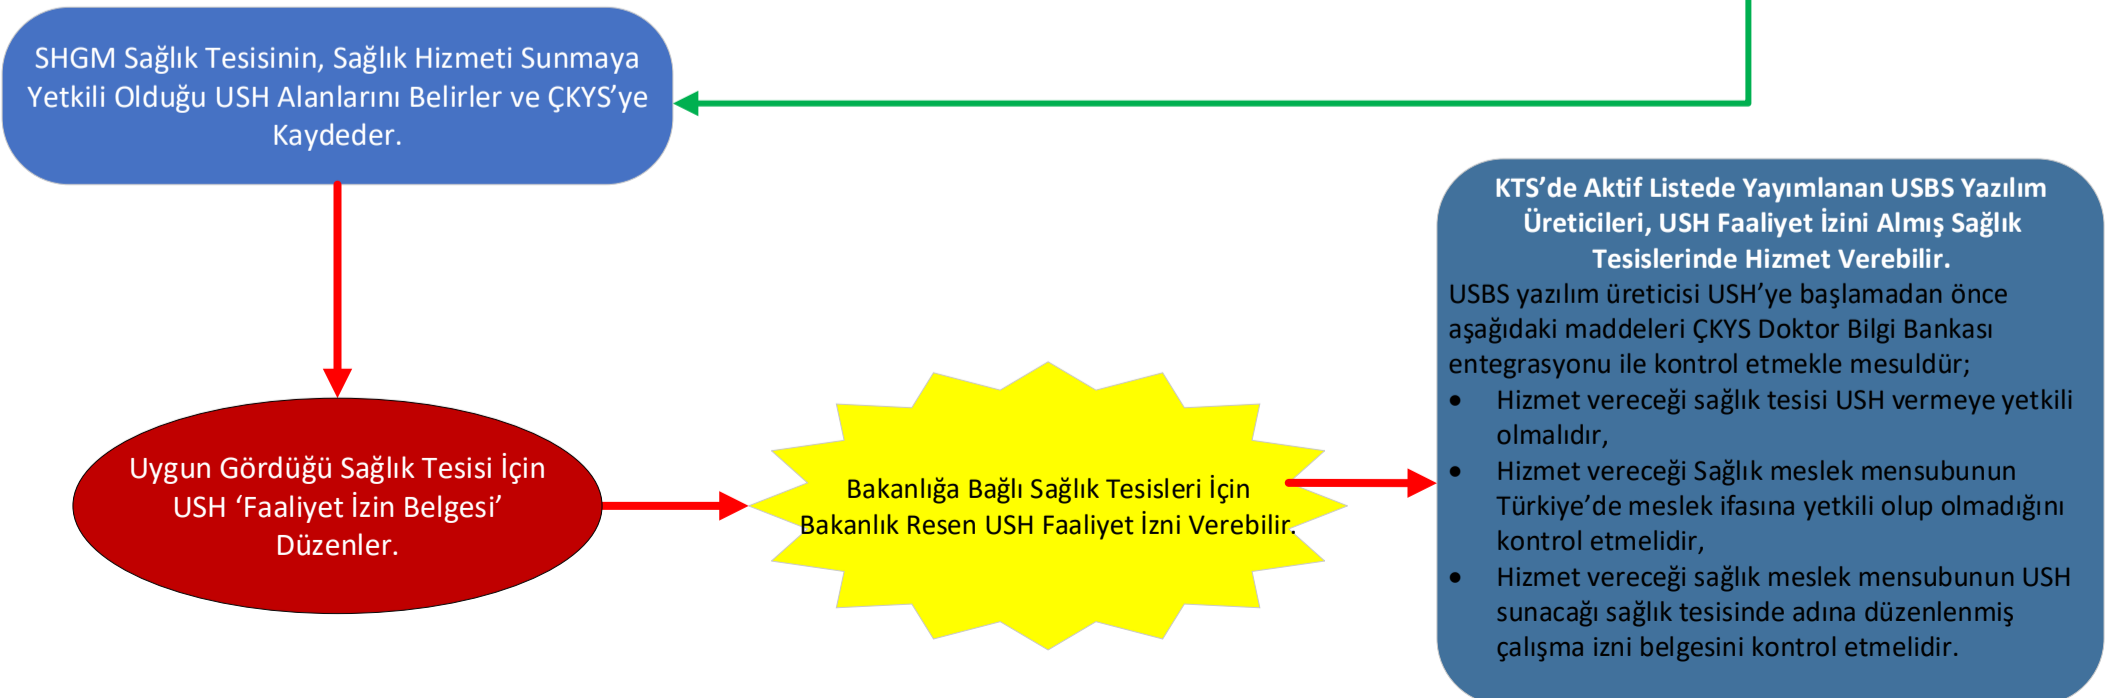 SHGM Sağlık Tesisinin, Sağlık Hizmeti Sunmaya
Yetkili Olduğu USH Alanlarını Belirler ve ÇKYS’ye
Kaydeder.
Uygun Gördüğü Sağlık Tesisi İçin
USH ‘Faaliyet İzin Belgesi’
Düzenler.
Bakanlığa Bağlı Sağlık Tesisleri İçin
Bakanlık Resen USH Faaliyet İzni Verebilir.
KTS’de Aktif Listede Yayımlanan USBS Yazılım
Üreticileri, USH Faaliyet İzini Almış Sağlık
Tesislerinde Hizmet Verebilir.
USBS yazılım üreticisi USH’ye başlamadan önce
aşağıdaki maddeleri ÇKYS Doktor Bilgi Bankası
entegrasyonu ile kontrol etmekle mesuldür;
• Hizmet vereceği sağlık tesisi USH vermeye yetkili
olmalıdır,
• Hizmet vereceği Sağlık meslek mensubunun
Türkiye’de meslek ifasına yetkili olup olmadığını
kontrol etmelidir,
• Hizmet vereceği sağlık meslek mensubunun USH
sunacağı sağlık tesisinde adına düzenlenmiş
çalışma izni belgesini kontrol etmelidir.